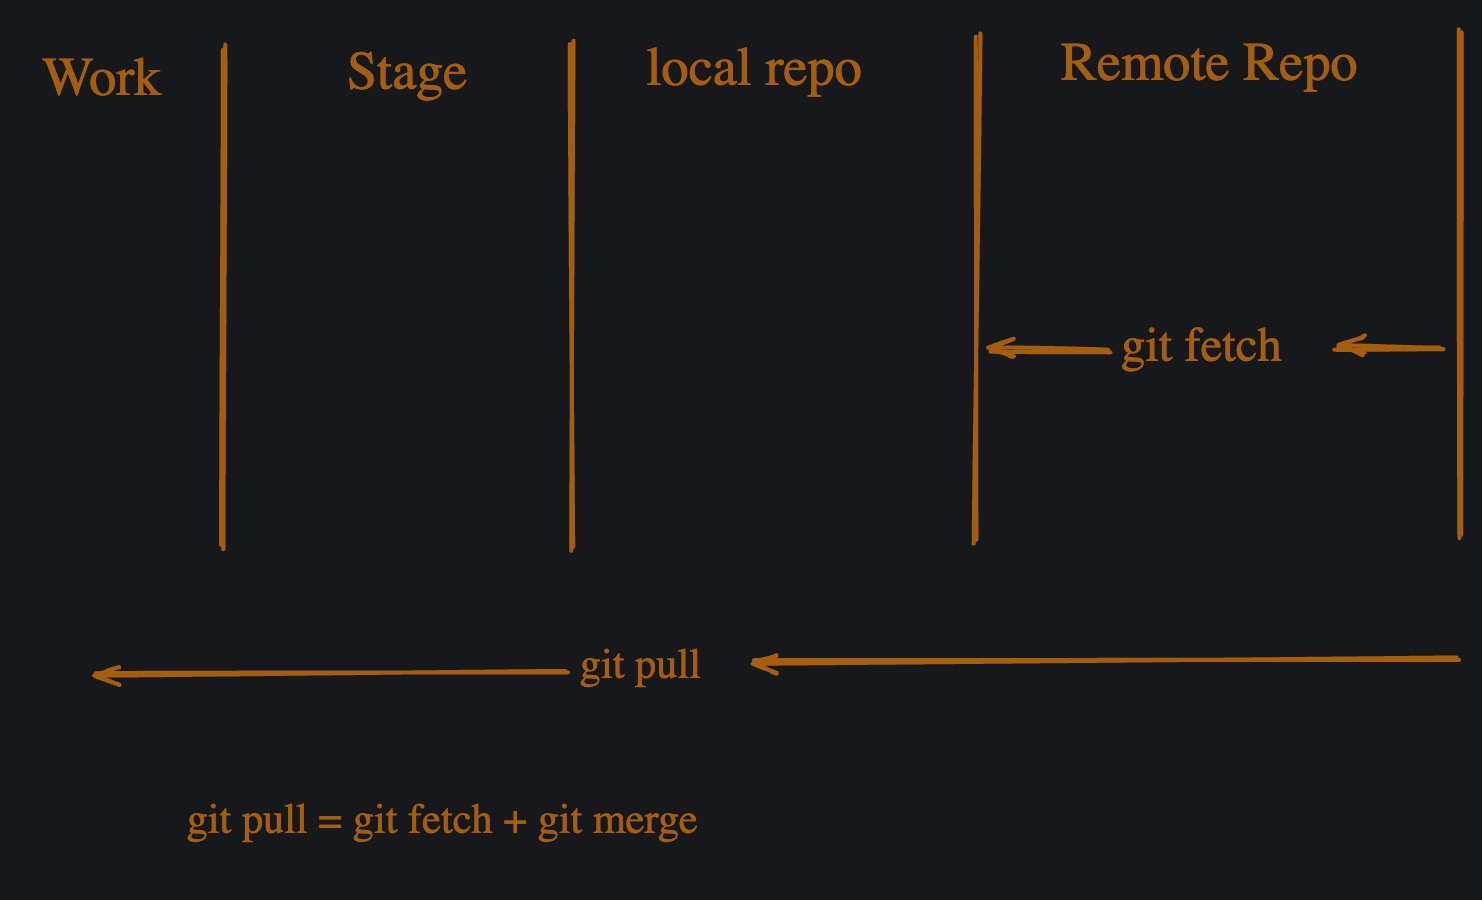 Work
Stage
local repo
Remote Repo
git fetch
git pull
git pull = git fetch + git merge